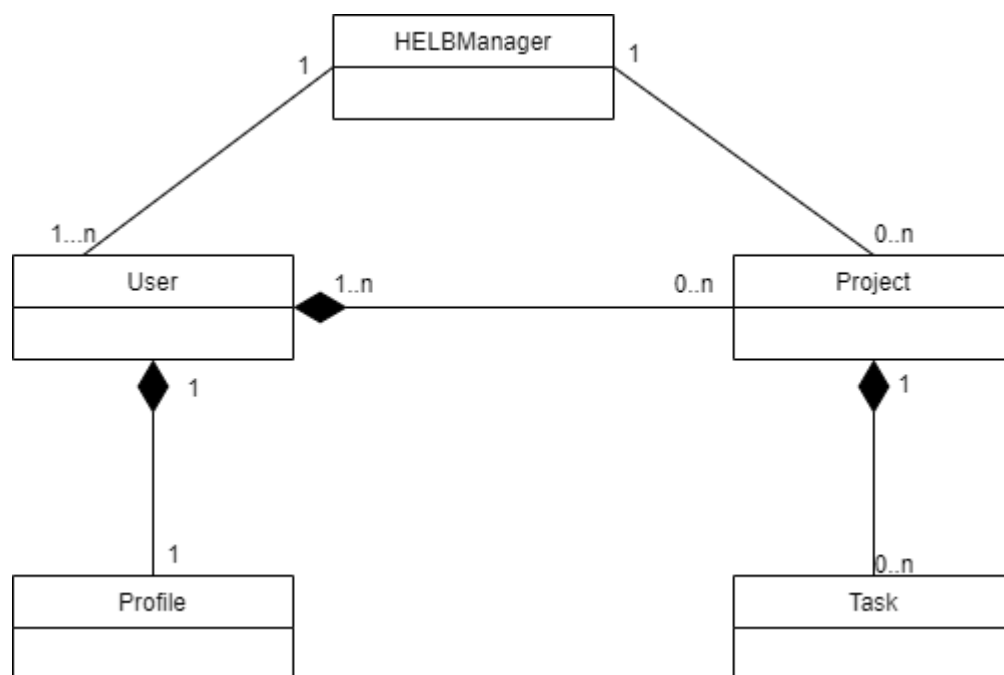 HELBManager
1
1
1...n
0..n
User
1..n
0..n
Project
1
1
1
0..n
Profile
Task